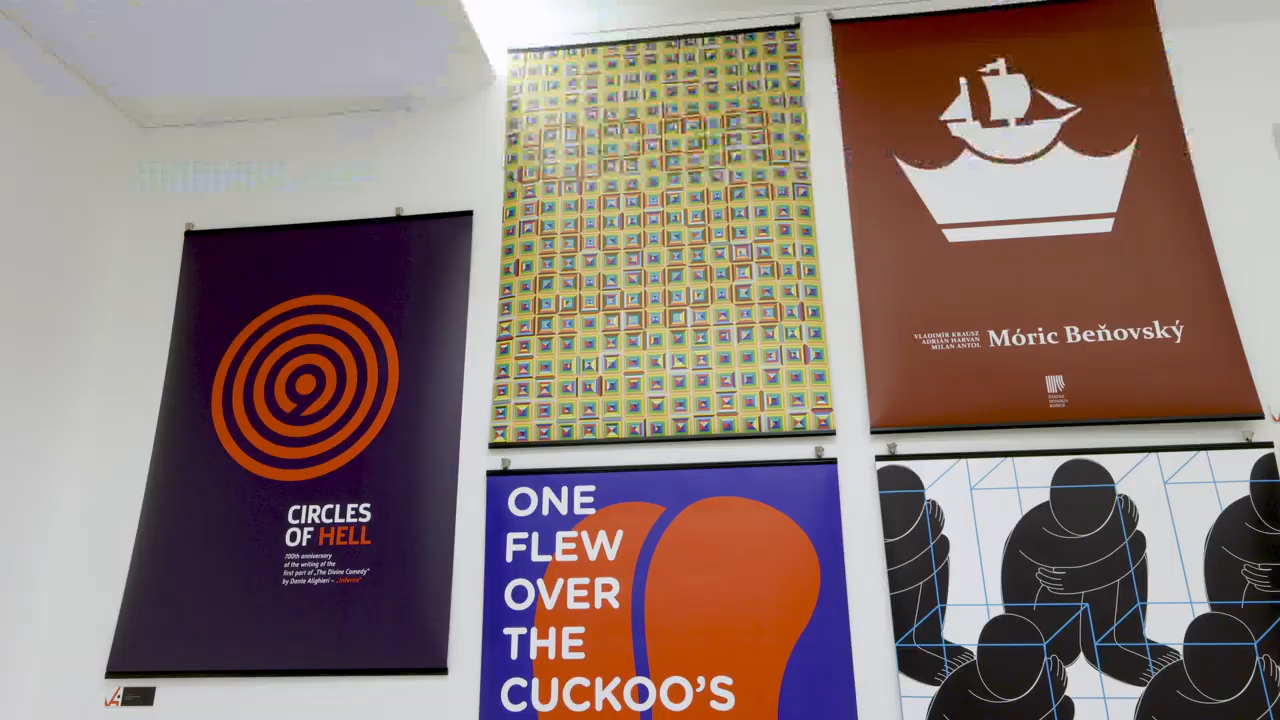 9
CIRCLES
OF HELL
700th anniversary
of the writing of the
first part of „The Divine Comedy”
by Dante Alighieri – „Inferno”
ONE
FLEW
OVER
THE
CUCKOO'S
VLADIMÍR KRAUSZ
ADRIÁN HARVAN
MILAN ANTOL
Móric Beňovský